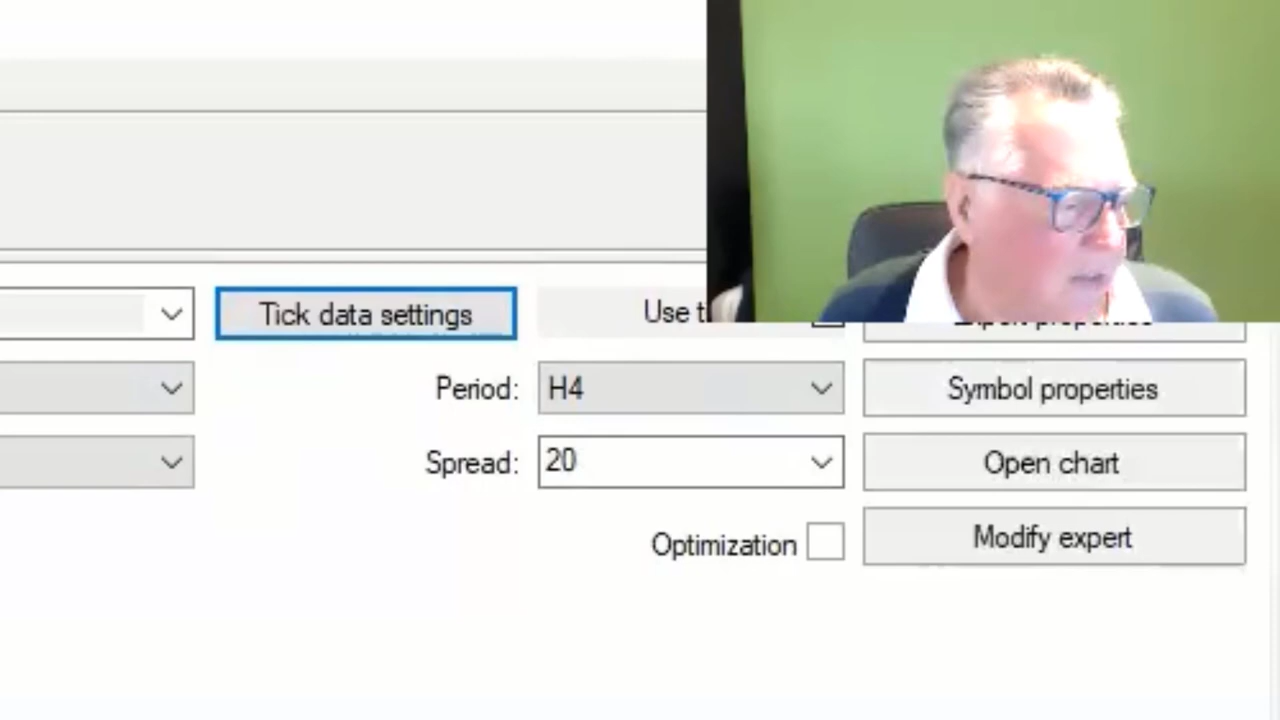 Tick data settings
Use t
Period: H4
Symbol properties
Spread: 20
Open chart
Optimization
Modify expert